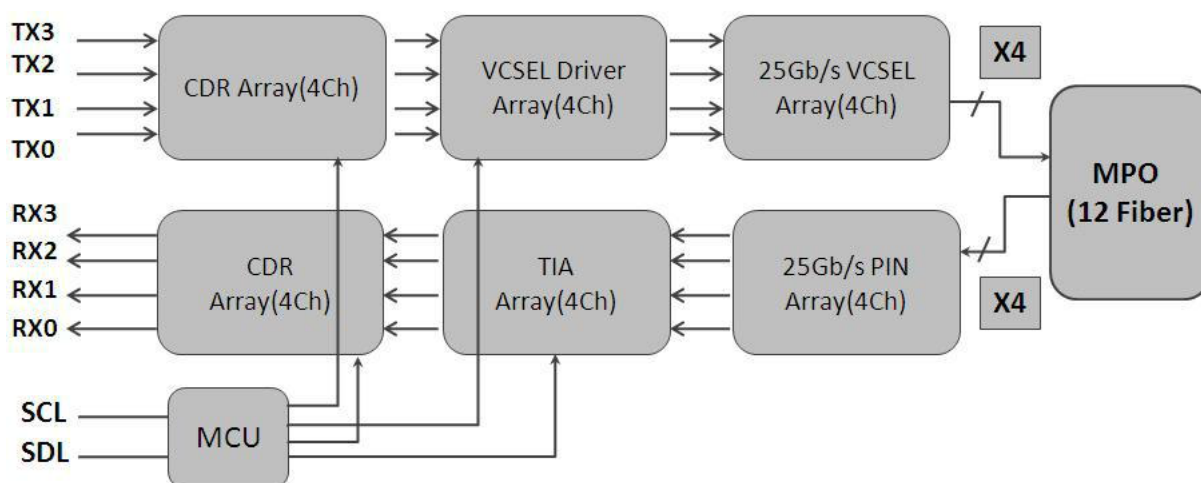 TX3
TX2
TX1
TX0
CDR Array(4Ch)
VCSEL Driver
Array(4Ch)
25Gb/s VCSEL
Array(4Ch)
X4
MPO
(12 Fiber)
RX3
RX2
RX1
RX0
CDR
Array(4Ch)
TIA
Array(4Ch)
25Gb/s PIN
Array(4Ch)
X4
SCL
SDL
MCU